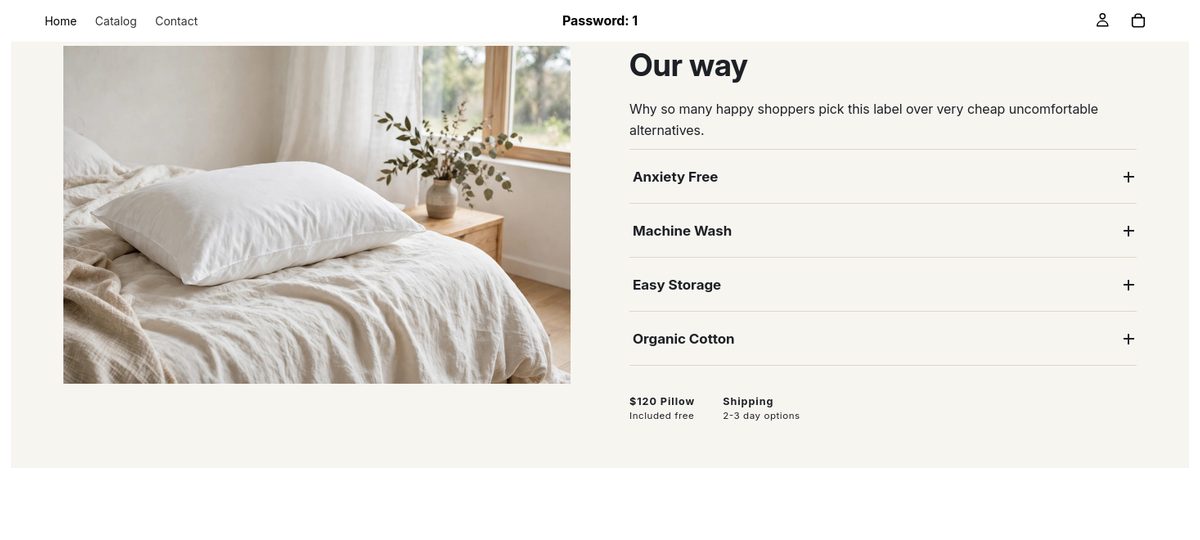 Home Catalog Contact
Password: 1
Our way
Why so many happy shoppers pick this label over very cheap uncomfortable
alternatives.
Anxiety Free
Machine Wash
Easy Storage
Organic Cotton
$120 Pillow
Included free
Shipping
2-3 day options